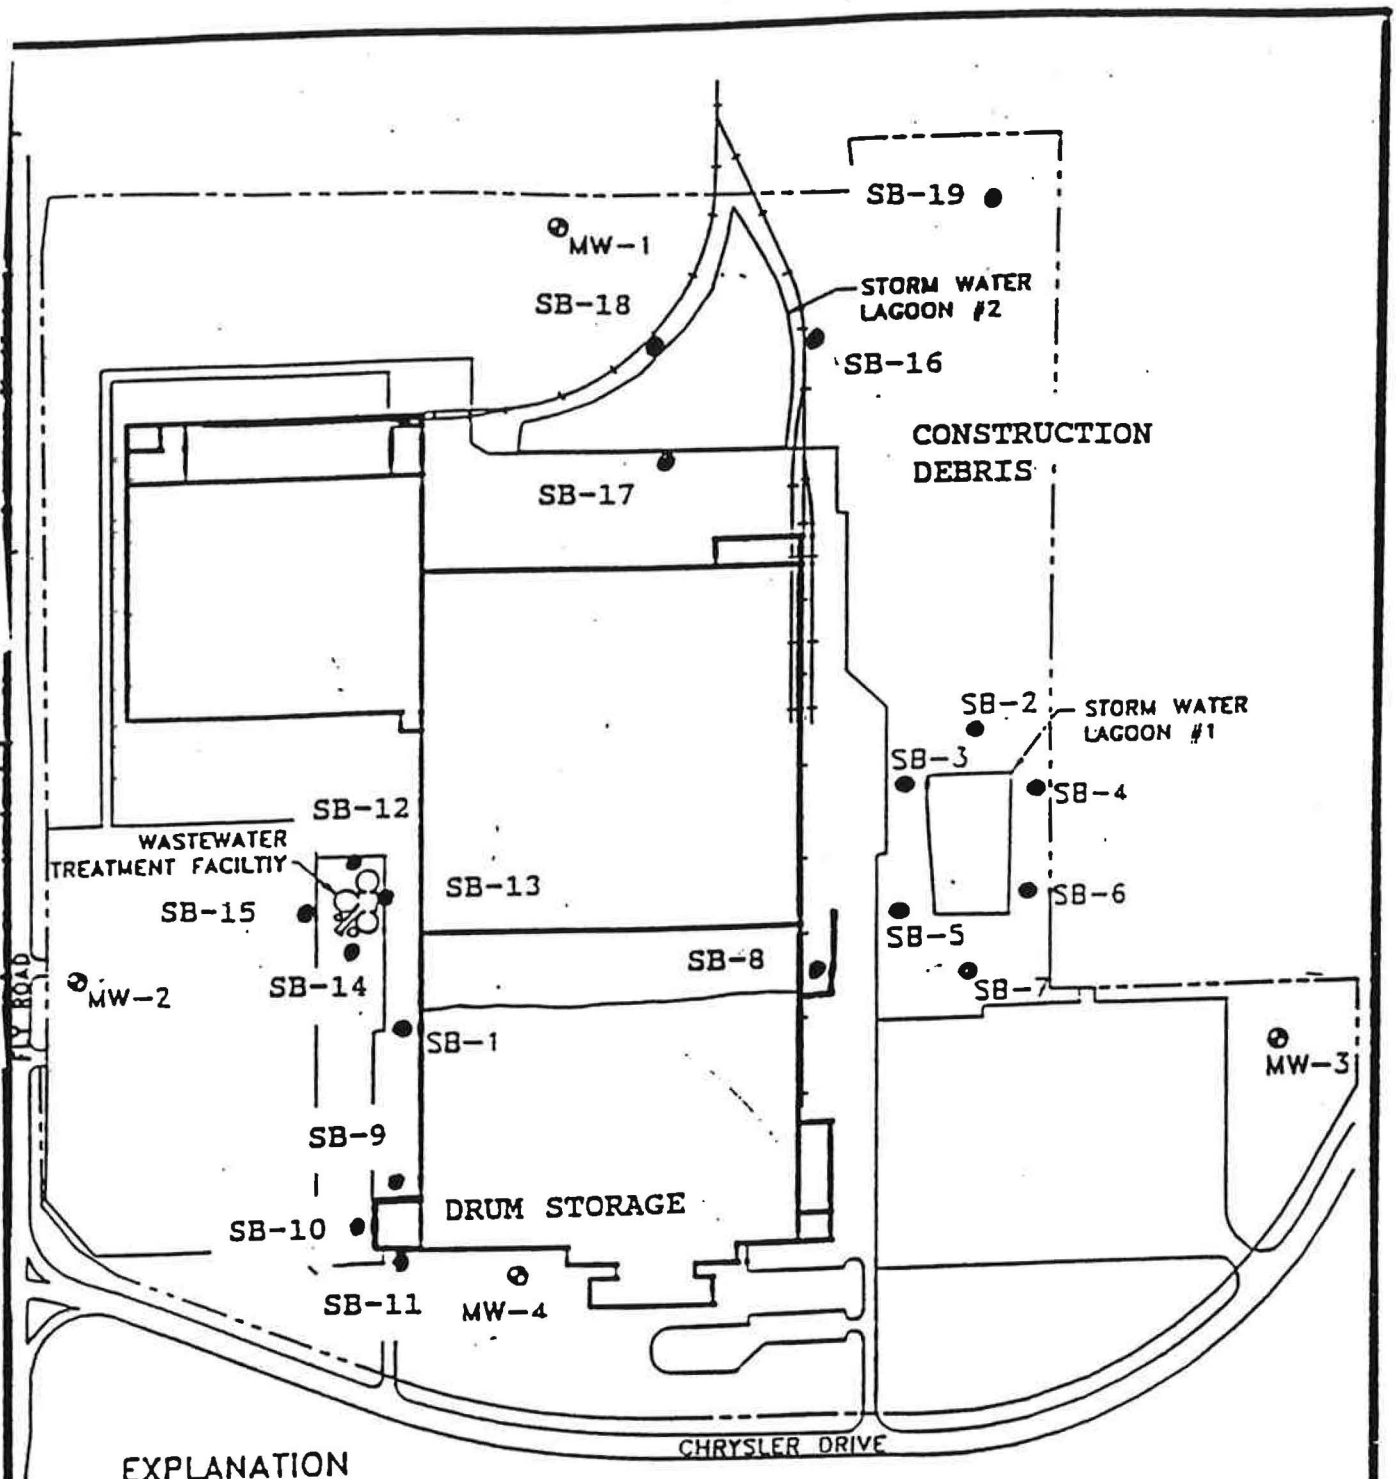 SB-19
MW-1
SB-18
STORM WATER
LAGOON #2
SB-16
CONSTRUCTION
DEBRIS
SB-17
SB-2
STORM WATER
LAGOON #1
SB-3
SB-4
SB-12
WASTEWATER
TREATMENT FACILTIY
SB-13
SB-15
SB-6
SB-5
SB-8
SB-14
SB-7
MW-2
FLY ROAD
SB-1
MW-3
SB-9
DRUM STORAGE
SB-10
SB-11
MW-4
CHRYSLER DRIVE
EXPLANATION